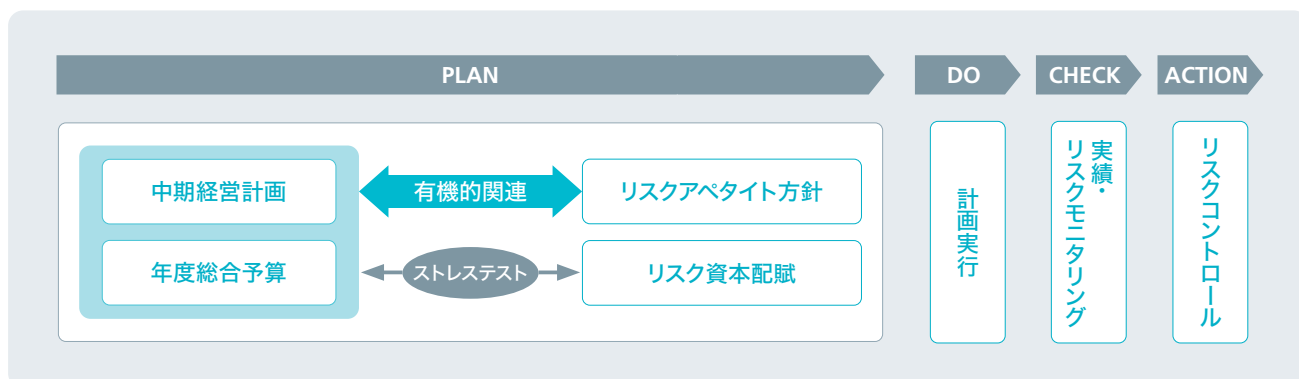 PLAN
DO
CHECK
ACTION
中期経営計画
有機的関連
リスクアペタイト方針
年度総合予算
ストレステスト
リスク資本配賦
計画実行
実績・
リスクモニタリング
リスクコントロール